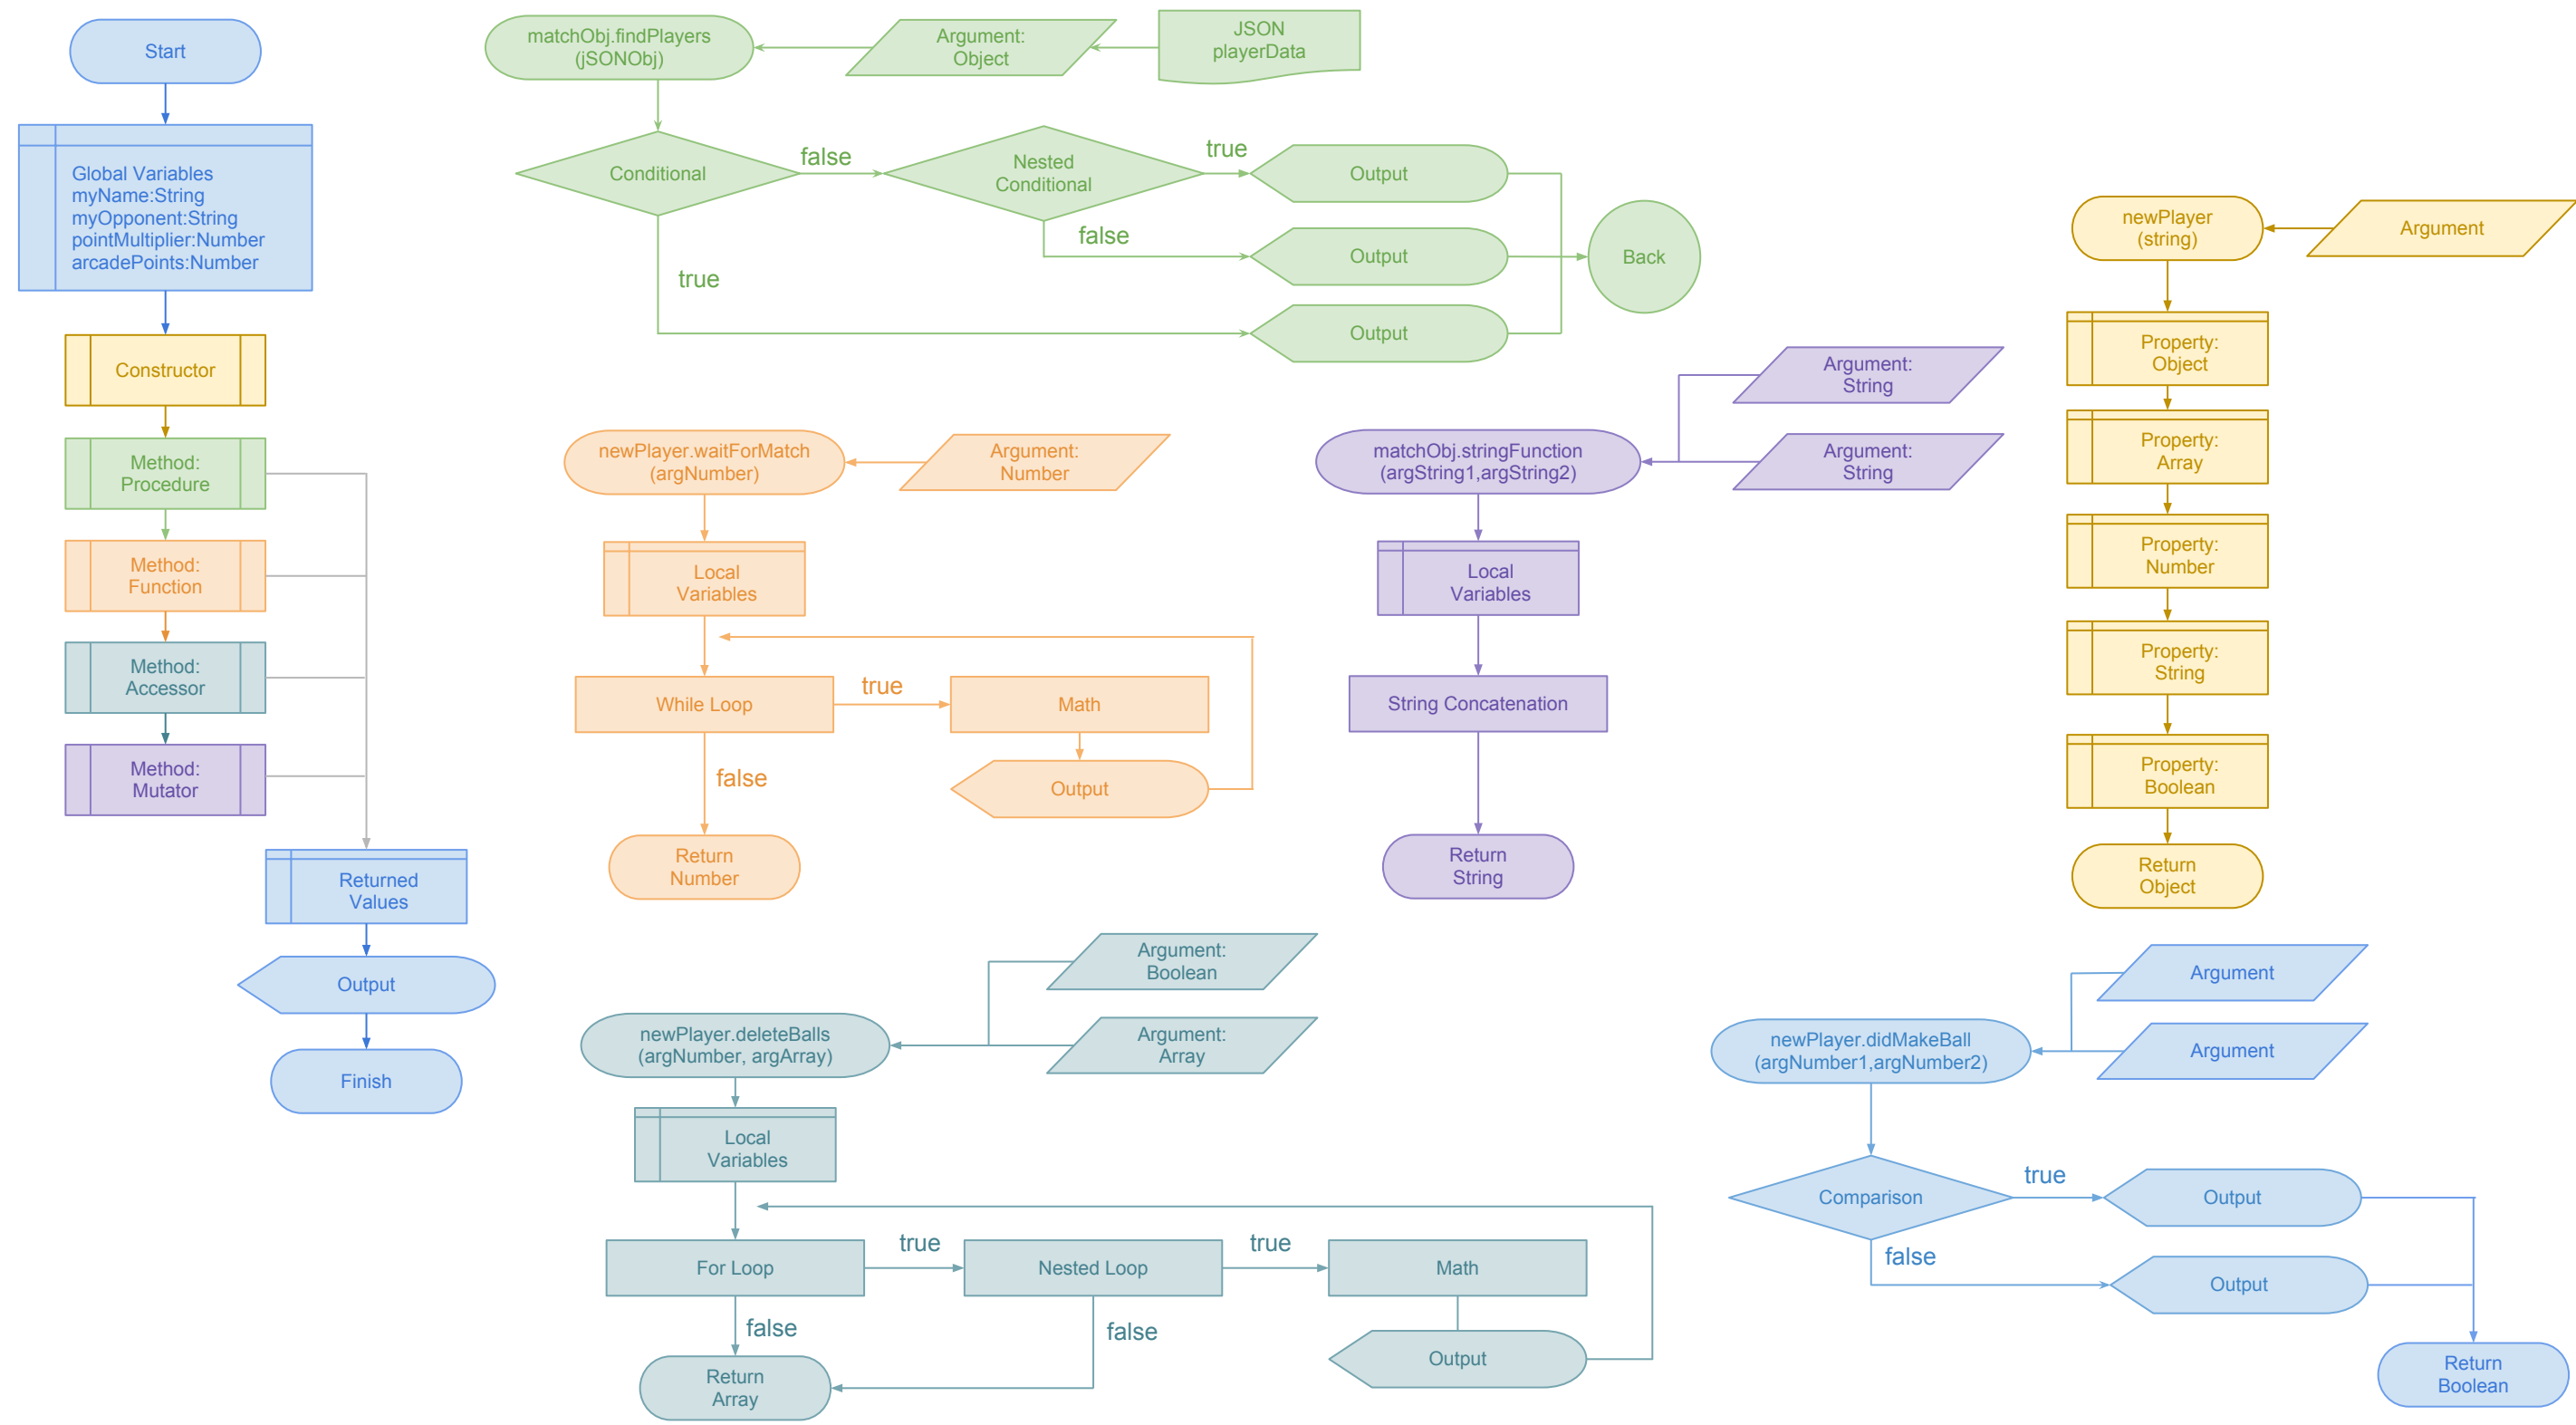 Start
Global Variables
myName:String
myOpponent:String
pointMultiplier:Number
arcadePoints:Number
Constructor
Method:
Procedure
Method:
Function
Method:
Accessor
Method:
Mutator
Returned
Values
Output
Finish
matchObj.findPlayers
(jSONObj)
Argument:
Object
JSON
playerData
Conditional
false
Nested
Conditional
true
Output
false
Output
true
Output
Back
newPlayer.waitForMatch
(argNumber)
Argument:
Number
Local
Variables
While Loop
true
Math
false
Output
Return
Number
matchObj.stringFunction
(argString1,argString2)
Argument:
String
Argument:
String
Local
Variables
String Concatenation
Return
String
newPlayer
(string)
Argument
Property:
Object
Property:
Array
Property:
Number
Property:
String
Property:
Boolean
Return
Object
newPlayer.deleteBalls
(argNumber, argArray)
Argument:
Boolean
Argument:
Array
Local
Variables
For Loop
true
Nested Loop
true
Math
false
false
Output
Return
Array
newPlayer.didMakeBall
(argNumber1,argNumber2)
Argument
Argument
Comparison
true
Output
false
Output
Return
Boolean